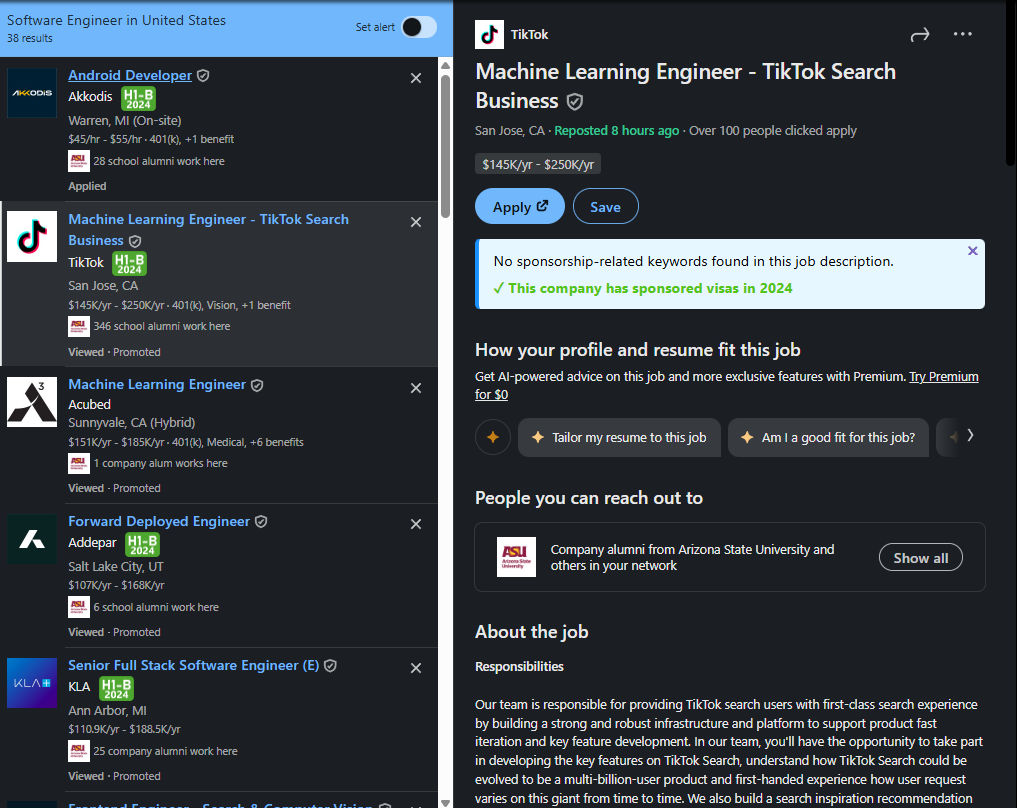 Software Engineer in United States
38 results
Set alert
AKKODIS
Android Developer
Akkodis H1-B 2024
Warren, MI (On-site)
$45/hr - $55/hr · 401(k), +1 benefit
ASU 28 school alumni work here
Applied
Machine Learning Engineer - TikTok Search
Business
TikTok H1-B 2024
San Jose, CA
$145K/yr - $250K/yr · 401(k), Vision, +1 benefit
ASU 346 school alumni work here
Viewed · Promoted
3
Machine Learning Engineer
Acubed
Sunnyvale, CA (Hybrid)
$151K/yr - $185K/yr · 401(k), Medical, +6 benefits
ASU 1 company alum works here
Viewed · Promoted
Forward Deployed Engineer
Addepar H1-B 2024
Salt Lake City, UT
$107K/yr - $168K/yr
ASU 6 school alumni work here
Viewed · Promoted
KLA+
Senior Full Stack Software Engineer (E)
KLA H1-B 2024
Ann Arbor, MI
$110.9K/yr - $188.5K/yr
ASU 25 company alumni work here
Viewed · Promoted
Frontend Engineer - Search & Computer Vision
TikTok
Machine Learning Engineer - TikTok Search
Business
San Jose, CA · Reposted 8 hours ago · Over 100 people clicked apply
$145K/yr - $250K/yr
Apply
Save
No sponsorship-related keywords found in this job description.
✓ This company has sponsored visas in 2024
How your profile and resume fit this job
Get AI-powered advice on this job and more exclusive features with Premium. Try Premium
for $0
Tailor my resume to this job
Am I a good fit for this job?
People you can reach out to
ASU
Arizona State
University
Company alumni from Arizona State University and
others in your network
Show all
About the job
Responsibilities
Our team is responsible for providing TikTok search users with first-class search experience
by building a strong and robust infrastructure and platform to support product fast
iteration and key feature development. In our team, you'll have the opportunity to take part
in developing the key features on TikTok Search, understand how TikTok Search could be
evolved to be a multi-billion-user product and first-handed experience how user request
varies on this giant from time to time. We also build a search inspiration recommendation